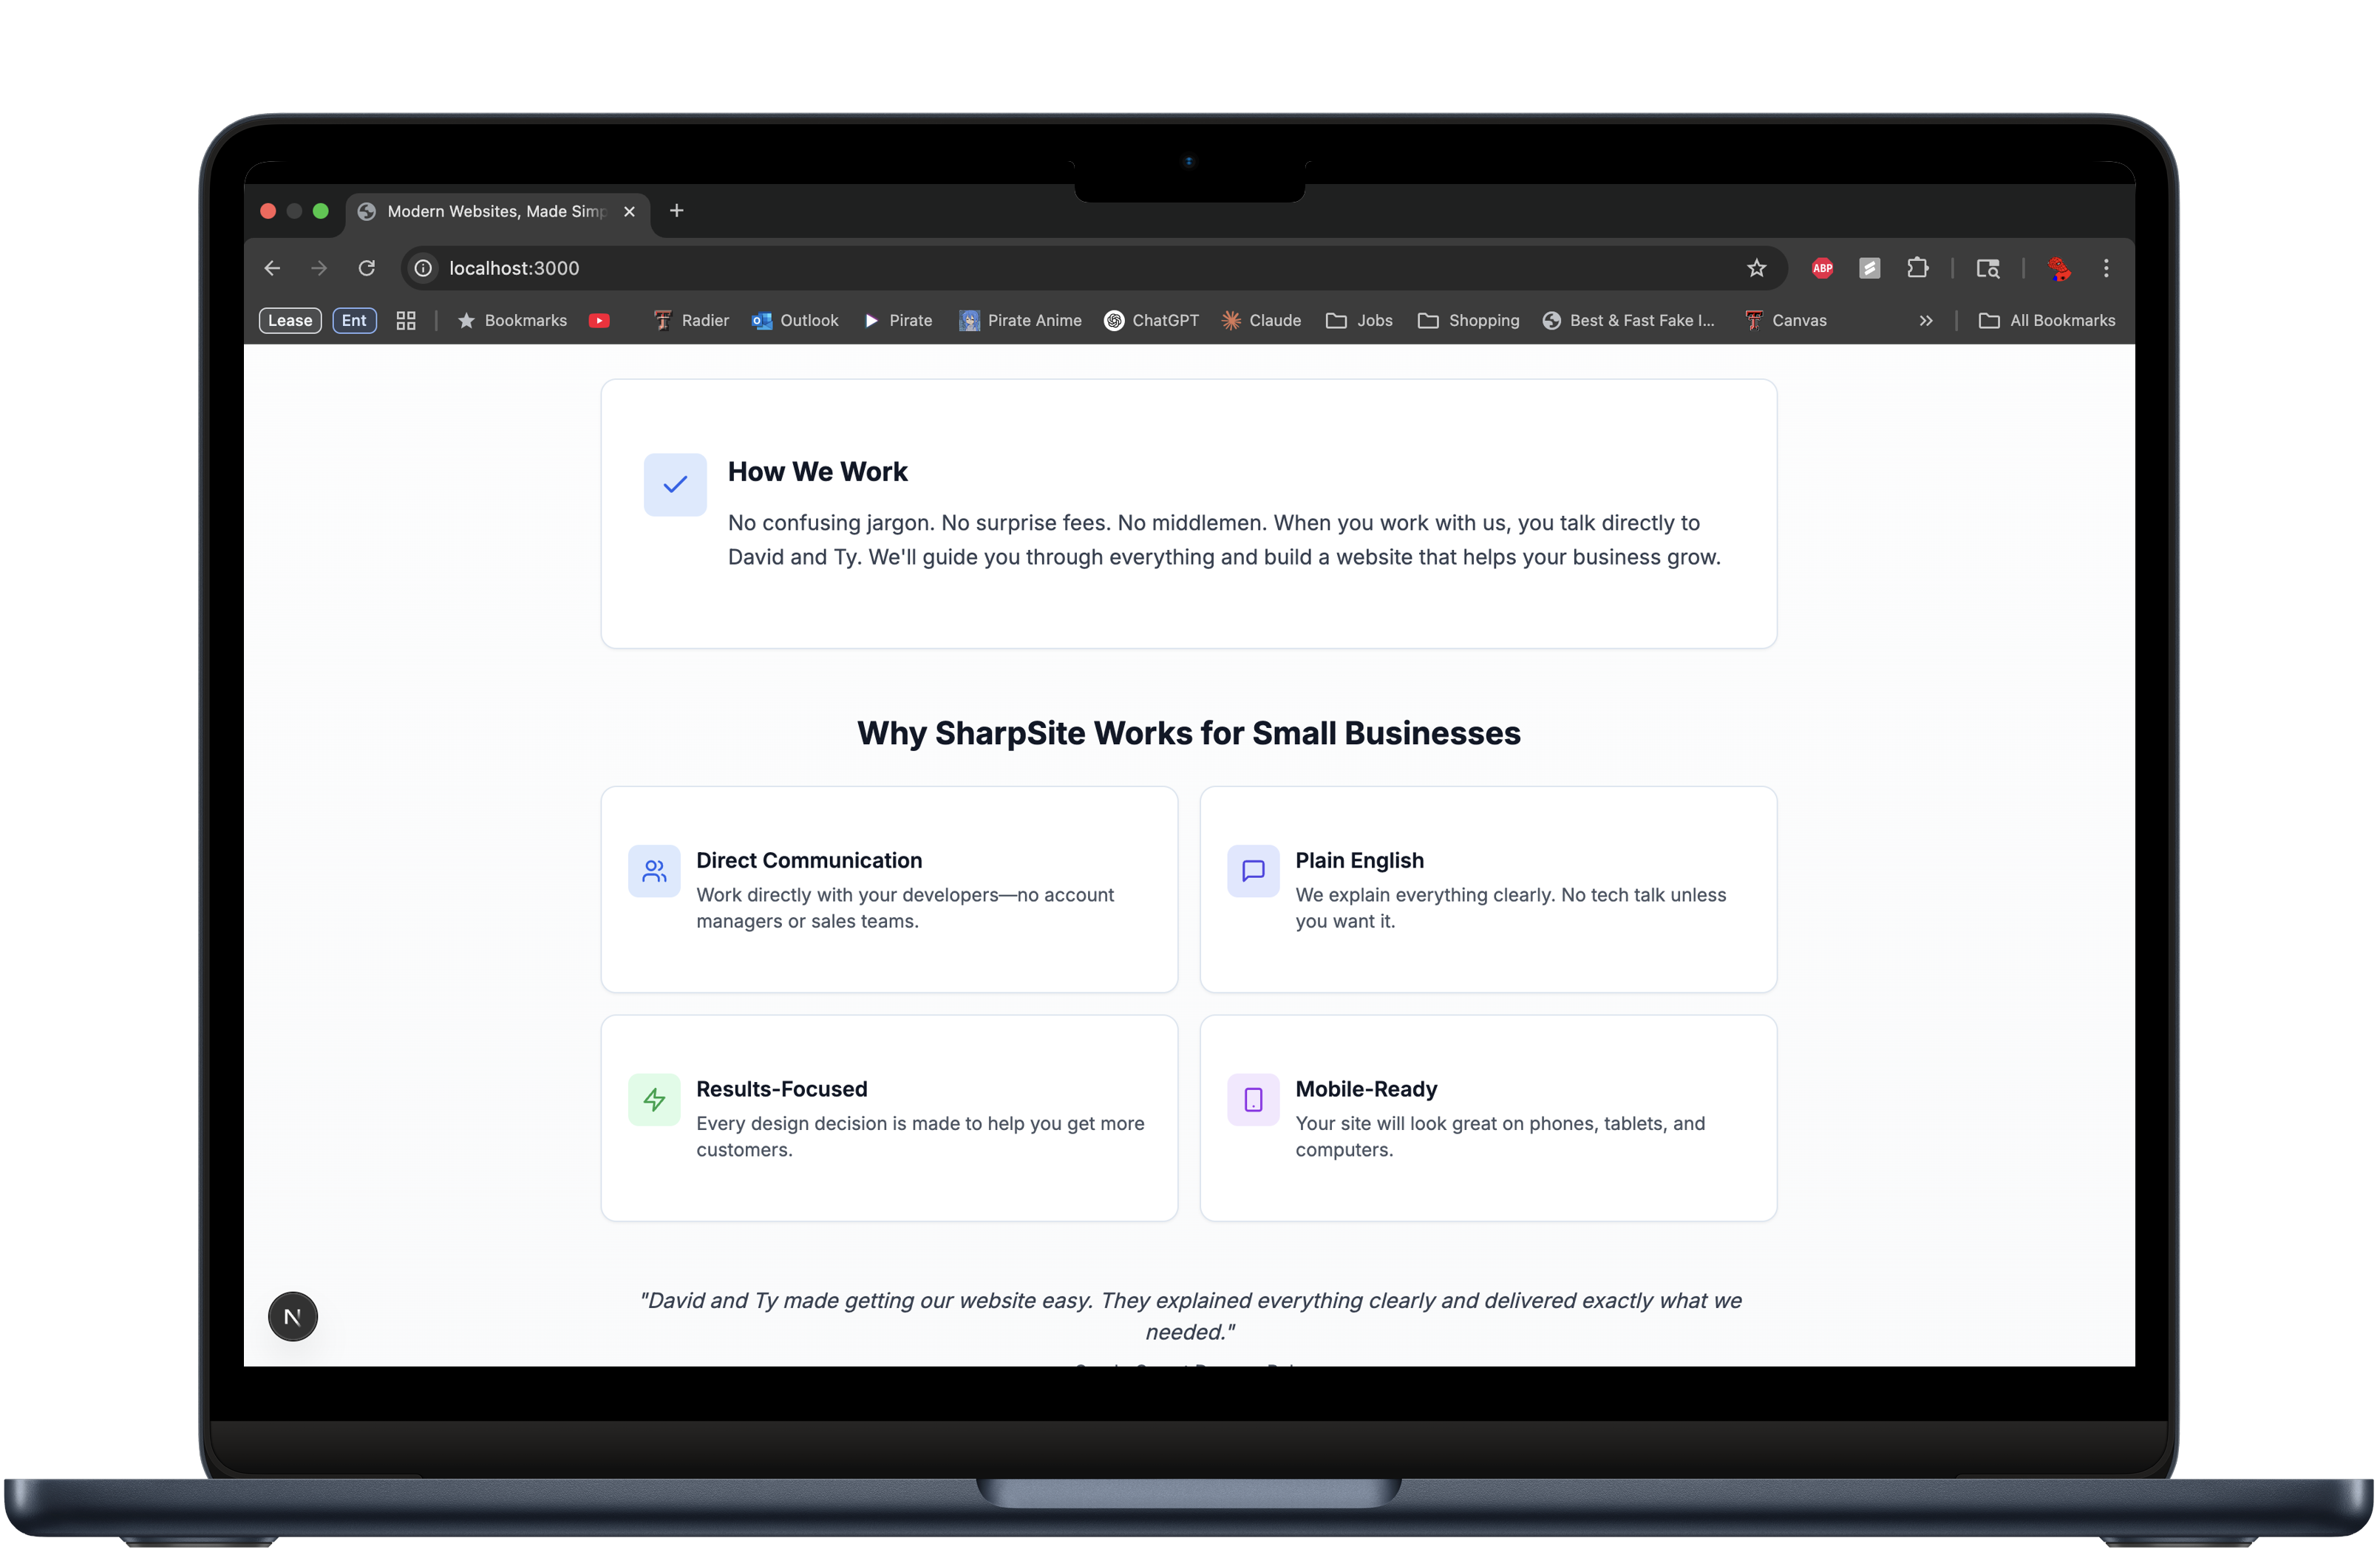 Modern Websites, Made Simp
localhost:3000
ABP
Lease Ent Bookmarks Radier Outlook Pirate Pirate Anime ChatGPT Claude Jobs Shopping Best & Fast Fake I... Canvas All Bookmarks
How We Work
No confusing jargon. No surprise fees. No middlemen. When you work with us, you talk directly to
David and Ty. We'll guide you through everything and build a website that helps your business grow.
Why SharpSite Works for Small Businesses
Direct Communication
Work directly with your developers—no account
managers or sales teams.
Plain English
We explain everything clearly. No tech talk unless
you want it.
Results-Focused
Every design decision is made to help you get more
customers.
Mobile-Ready
Your site will look great on phones, tablets, and
computers.
"David and Ty made getting our website easy. They explained everything clearly and delivered exactly what we
needed."
N